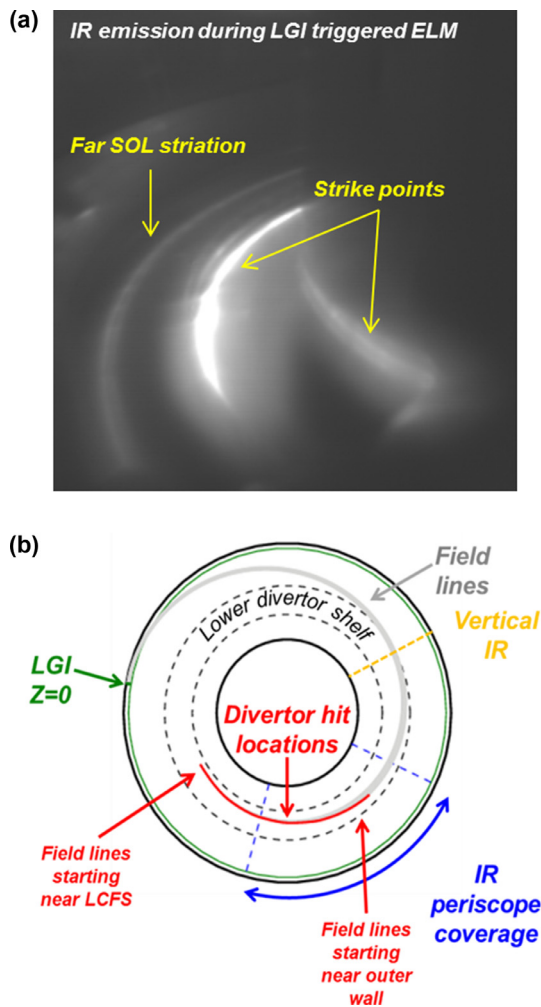 (a)
IR emission during LGI triggered ELM
Far SOL striation
Strike points
(b)
Field
lines
Lower divertor shelf
Vertical
IR
LGI
Z=0
Divertor hit
locations
Field lines
starting
near LCFS
IR
periscope
coverage
Field lines
starting
near outer
wall